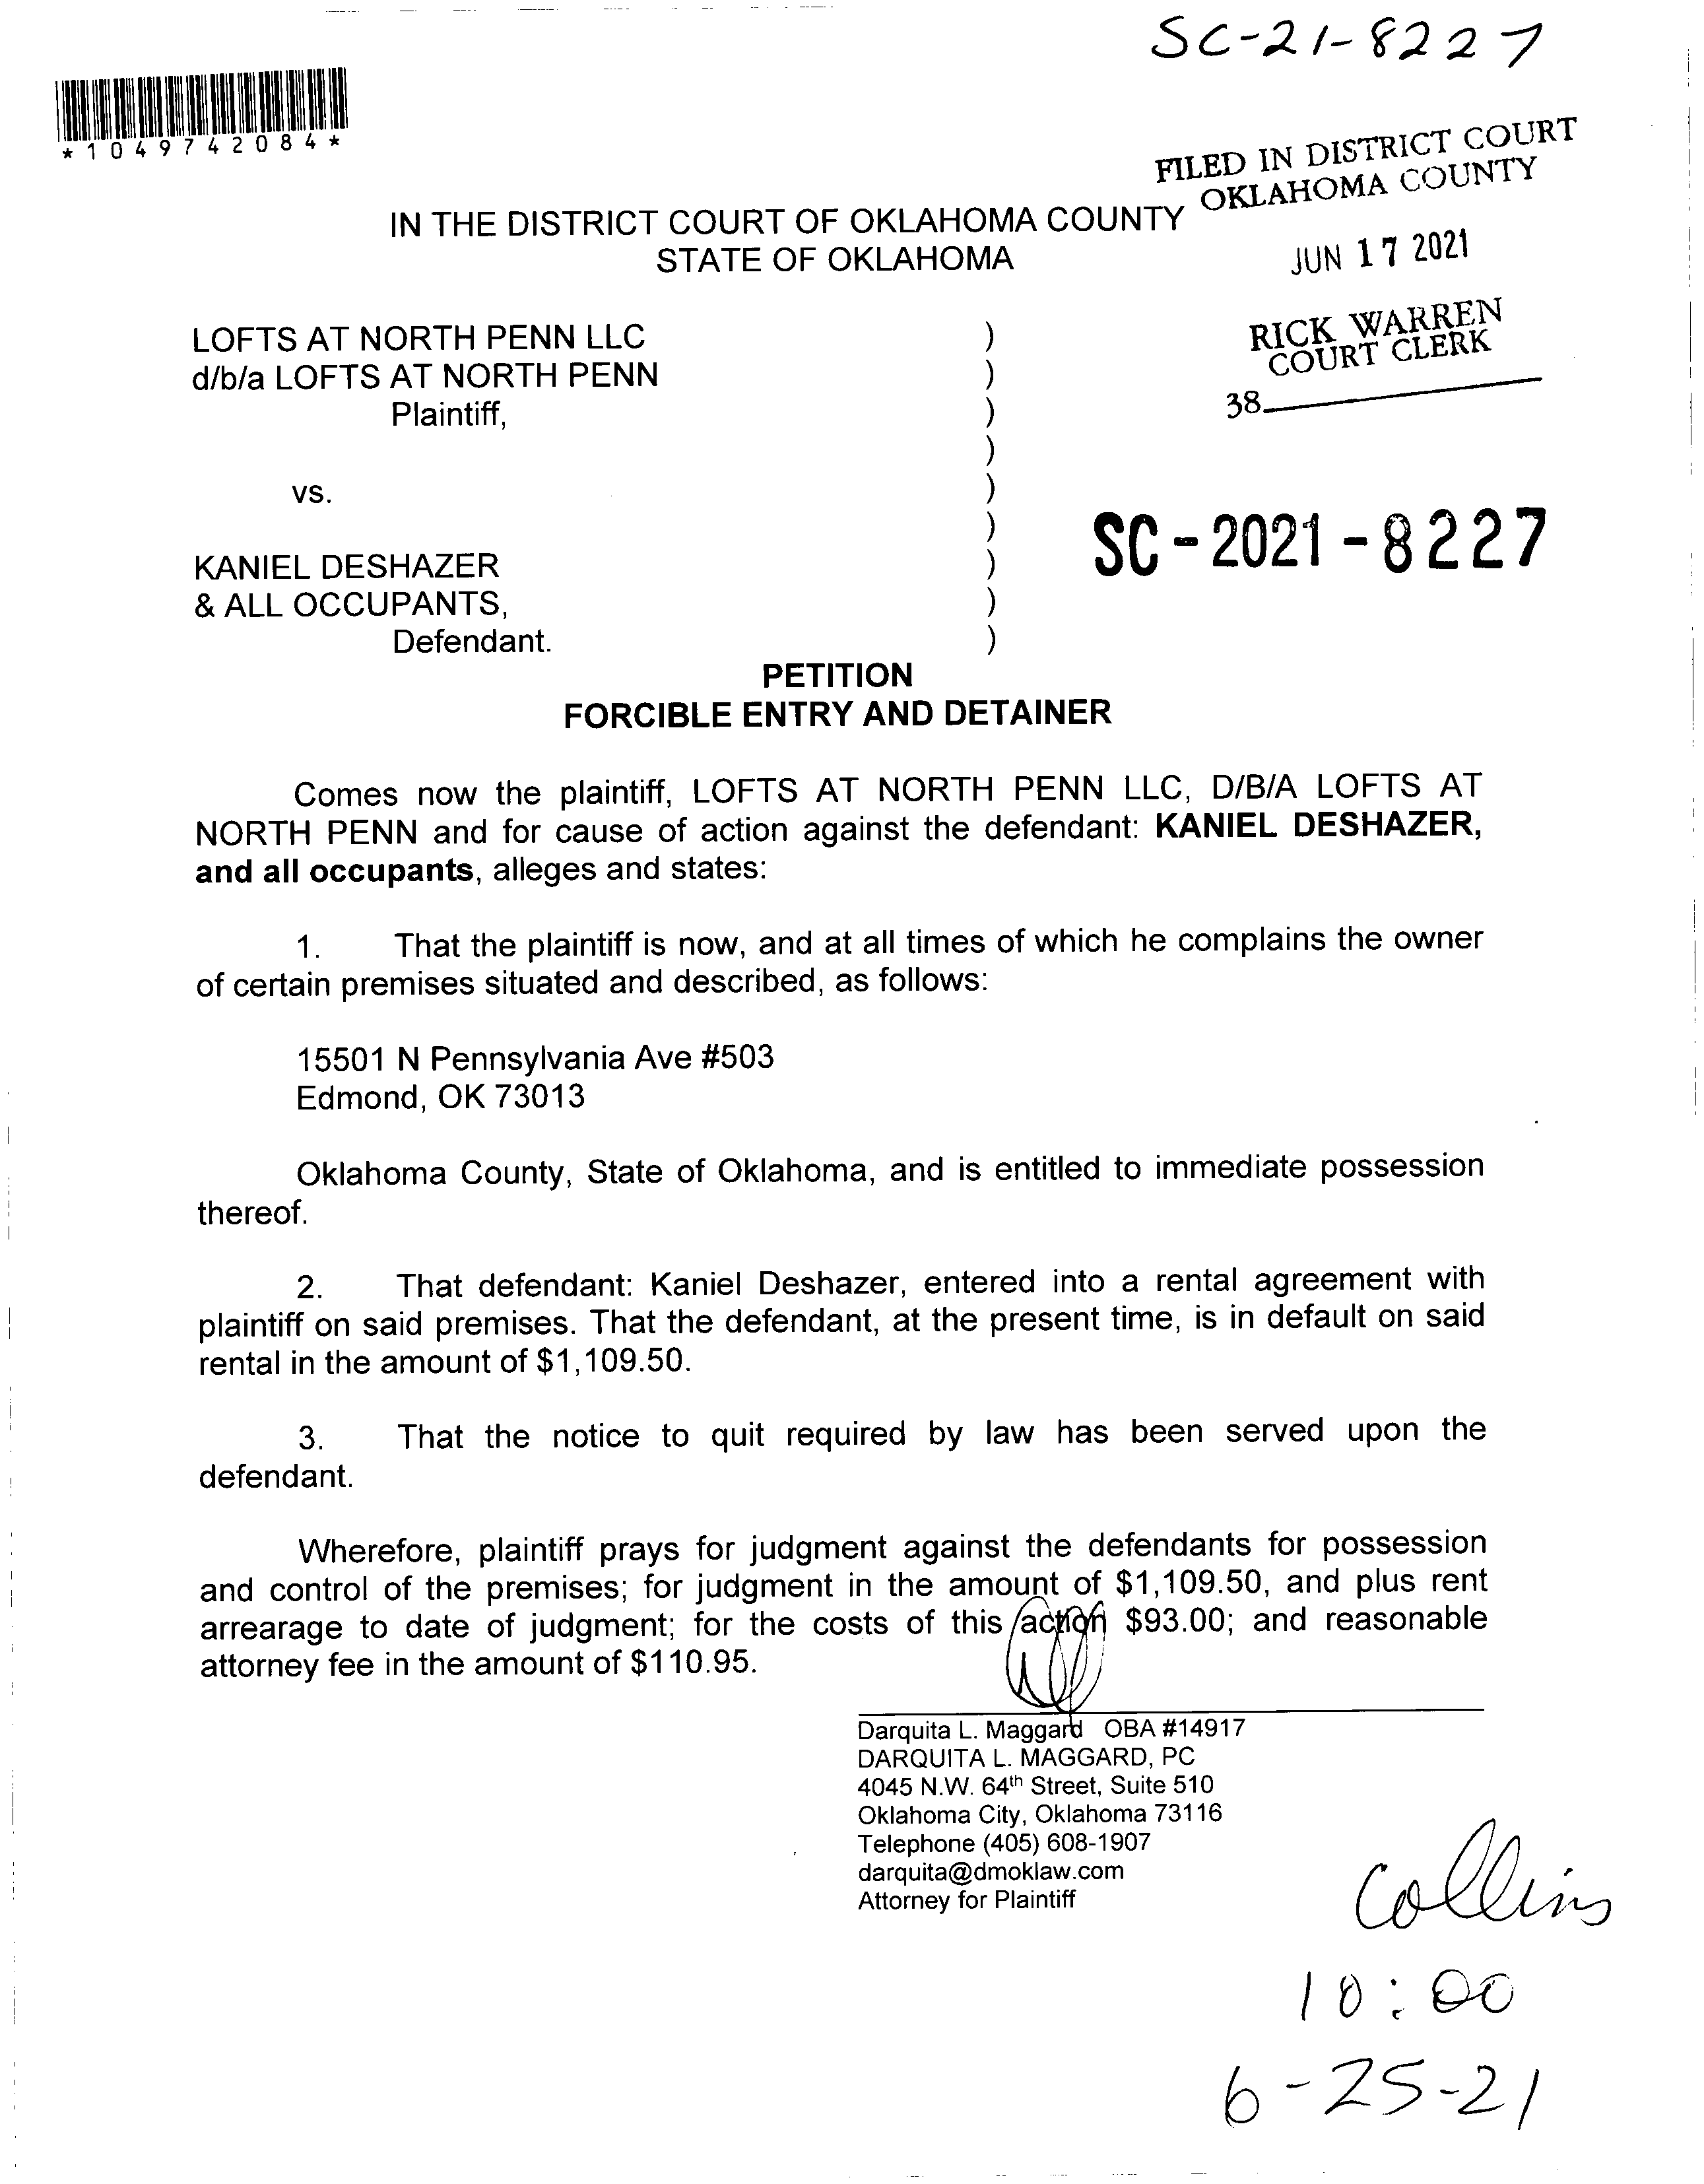 SC-21-8227
*1049742084*
FILED IN DISTRICT COURT
OKLAHOMA COUNTY
IN THE DISTRICT COURT OF OKLAHOMA COUNTY
STATE OF OKLAHOMA
JUN 17 2021
LOFTS AT NORTH PENN LLC )
d/b/a LOFTS AT NORTH PENN )
Plaintiff, )
)
RICK WARREN
COURT CLERK
38
vs. )
)
SC-2021-8227
KANIEL DESHAZER )
& ALL OCCUPANTS, )
Defendant. )
PETITION
FORCIBLE ENTRY AND DETAINER
Comes now the plaintiff, LOFTS AT NORTH PENN LLC, D/B/A LOFTS AT
NORTH PENN and for cause of action against the defendant: KANIEL DESHAZER,
and all occupants, alleges and states:
1. That the plaintiff is now, and at all times of which he complains the owner
of certain premises situated and described, as follows:
15501 N Pennsylvania Ave #503
Edmond, OK 73013
Oklahoma County, State of Oklahoma, and is entitled to immediate possession
thereof.
2. That defendant: Kaniel Deshazer, entered into a rental agreement with
plaintiff on said premises. That the defendant, at the present time, is in default on said
rental in the amount of $1,109.50.
3. That the notice to quit required by law has been served upon the
defendant.
Wherefore, plaintiff prays for judgment against the defendants for possession
and control of the premises; for judgment in the amount of $1,109.50, and plus rent
arrearage to date of judgment; for the costs of this action $93.00; and reasonable
attorney fee in the amount of $110.95.
Darquita L. Maggard OBA #14917
DARQUITA L. MAGGARD, PC
4045 N.W. 64th Street, Suite 510
Oklahoma City, Oklahoma 73116
Telephone (405) 608-1907
darquita@dmoklaw.com
Attorney for Plaintiff
Collins
10:00
6-25-21